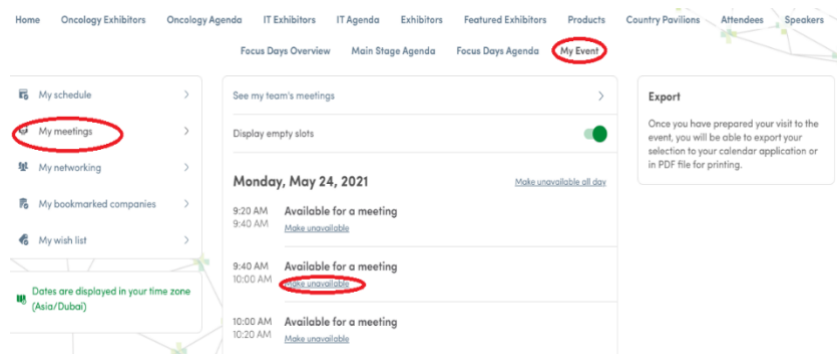 Home Oncology Exhibitors Oncology Agenda IT Exhibitors IT Agenda Exhibitors Featured Exhibitors Products Country Pavilions Attendees Speakers
Focus Days Overview Main Stage Agenda Focus Days Agenda My Event
My schedule
My meetings
My networking
My bookmarked companies
My wish list
Dates are displayed in your time zone
(Asia/Dubai)
See my team's meetings
Display empty slots
Monday, May 24, 2021 Make unavailable all day
9:20 AM Available for a meeting
9:40 AM Make unavailable
9:40 AM Available for a meeting
10:00 AM Make unavailable
10:00 AM Available for a meeting
10:20 AM Make unavailable
Export
Once you have prepared your visit to the
event, you will be able to export your
selection to your calendar application or
in PDF file for printing.